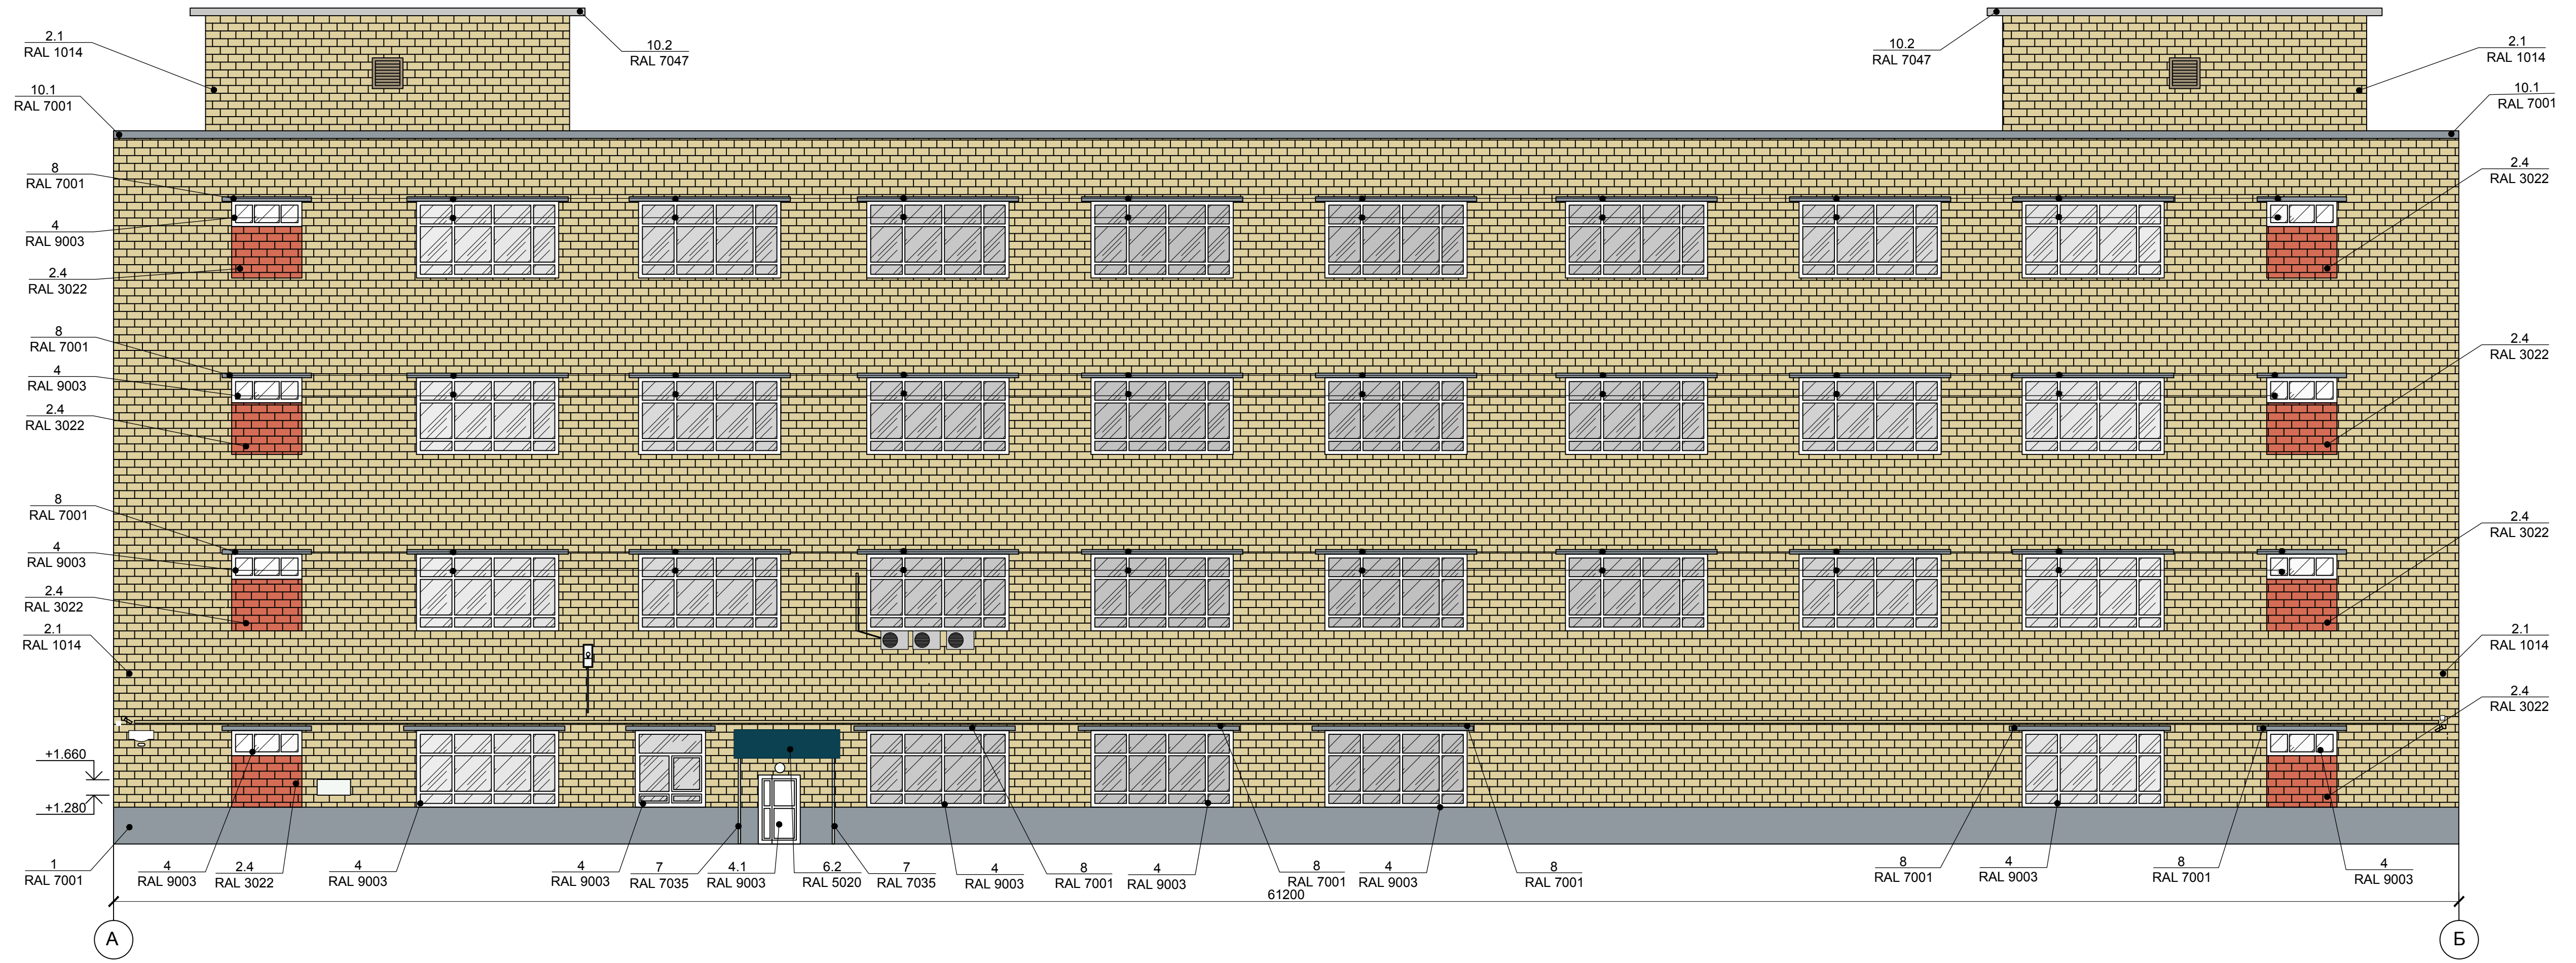 2.1
RAL 1014
10.2
RAL 7047
10.2
RAL 7047
2.1
RAL 1014
10.1
RAL 7001
10.1
RAL 7001
8
RAL 7001
2.4
RAL 3022
4
RAL 9003
2.4
RAL 3022
8
RAL 7001
2.4
RAL 3022
4
RAL 9003
2.4
RAL 3022
8
RAL 7001
2.4
RAL 3022
4
RAL 9003
2.4
RAL 3022
2.1
RAL 1014
2.1
RAL 1014
2.4
RAL 3022
+1.660
+1.280
1
RAL 7001
4
RAL 9003
2.4
RAL 3022
4
RAL 9003
4
RAL 9003
7
RAL 7035
4.1
RAL 9003
6.2
RAL 5020
7
RAL 7035
4
RAL 9003
8
RAL 7001
4
RAL 9003
8
RAL 7001
4
RAL 9003
8
RAL 7001
8
RAL 7001
4
RAL 9003
8
RAL 7001
4
RAL 9003
61200
А
Б